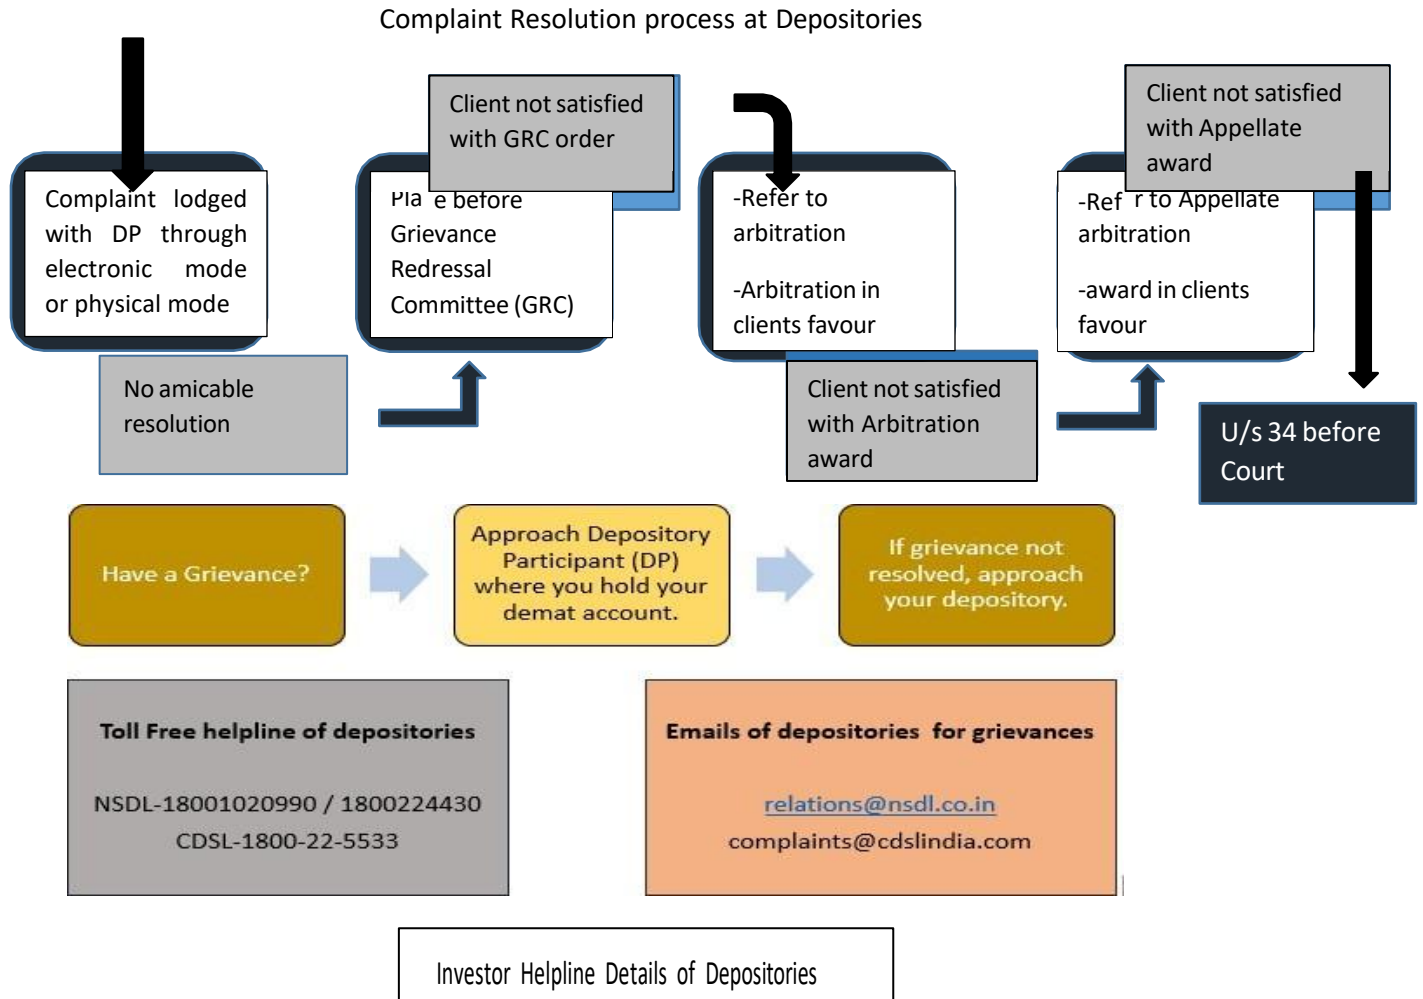 Complaint Resolution process at Depositories
Complaint lodged
with DP through
electronic mode
or physical mode
No amicable
resolution
Pla e before
Grievance
Redressal
Committee (GRC)
Client not satisfied
with GRC order
-Refer to
arbitration
-Arbitration in
clients favour
Client not satisfied
with Arbitration
award
-Ref r to Appellate
arbitration
-award in clients
favour
Client not satisfied
with Appellate
award
U/s 34 before
Court
Have a Grievance?
Approach Depository
Participant (DP)
where you hold your
demat account.
If grievance not
resolved, approach
your depository.
Toll Free helpline of depositories
NSDL-18001020990 / 1800224430
CDSL-1800-22-5533
Emails of depositories for grievances
relations@nsdl.co.in
complaints@cdslindia.com
Investor Helpline Details of Depositories